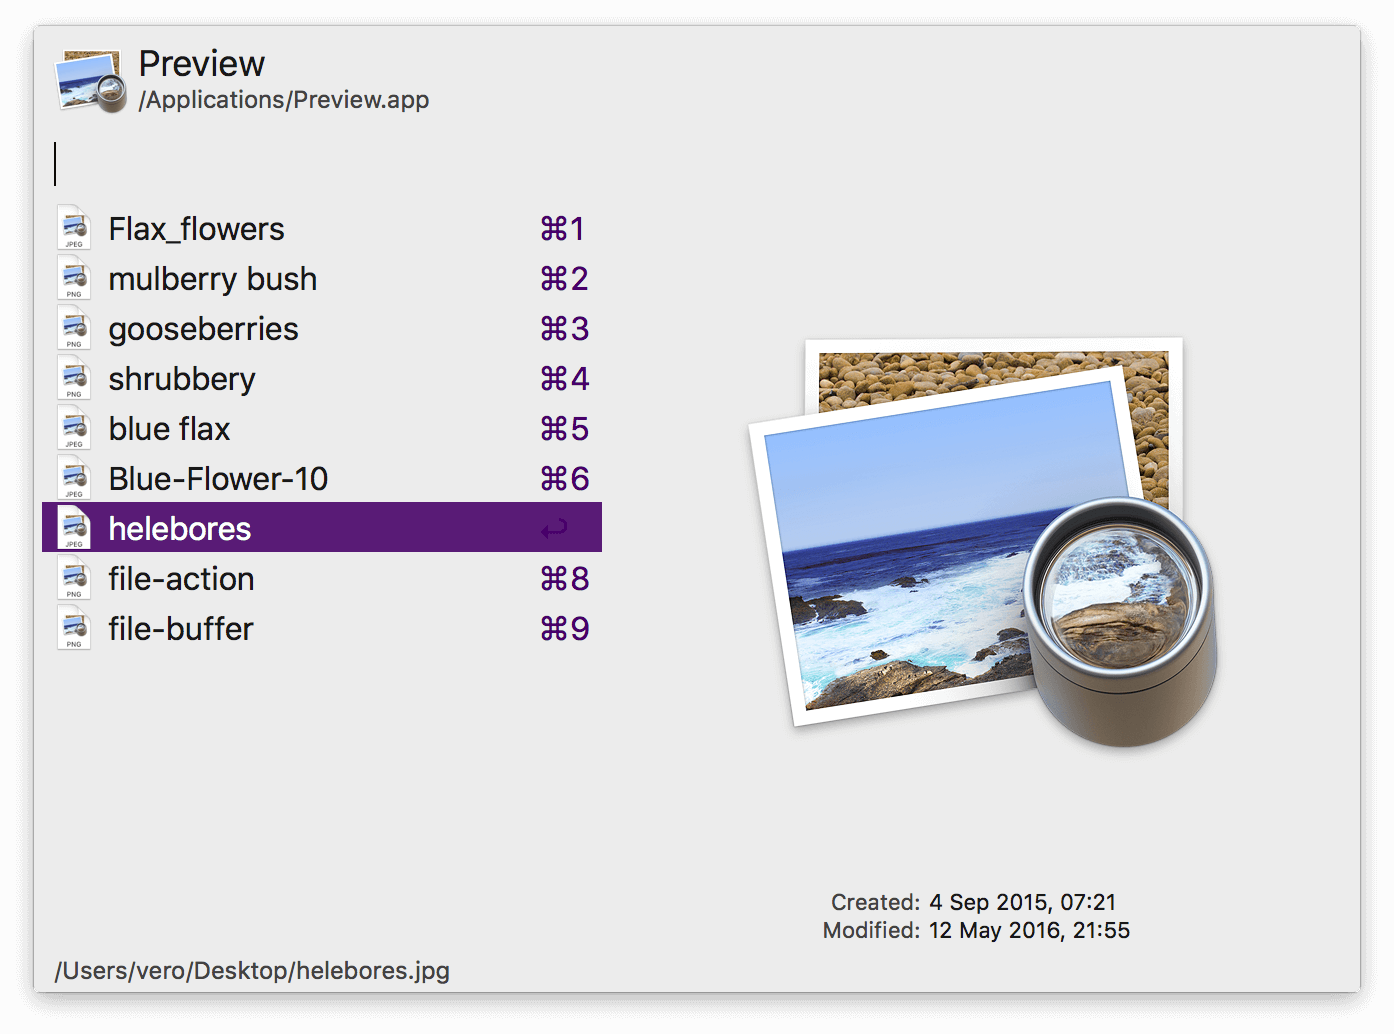 Preview
/Applications/Preview.app
JPEG Flax_flowers ⌘1
PNG mulberry bush ⌘2
PNG gooseberries ⌘3
PNG shrubbery ⌘4
JPEG blue flax ⌘5
JPEG Blue-Flower-10 ⌘6
JPEG helebores ↩
PNG file-action ⌘8
PNG file-buffer ⌘9
Created: 4 Sep 2015, 07:21
Modified: 12 May 2016, 21:55
/Users/vero/Desktop/helebores.jpg